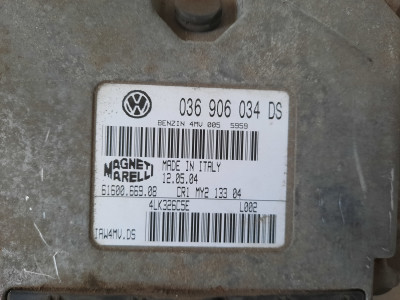 036 906 034 DS
BENZIN 4MV 005 5959
MAGNETI MARELLI
MADE IN ITALY
12.05.04
61600.669.08 CR1 MY2 133 04
4LK326C5E L002
IAW4MV.DS